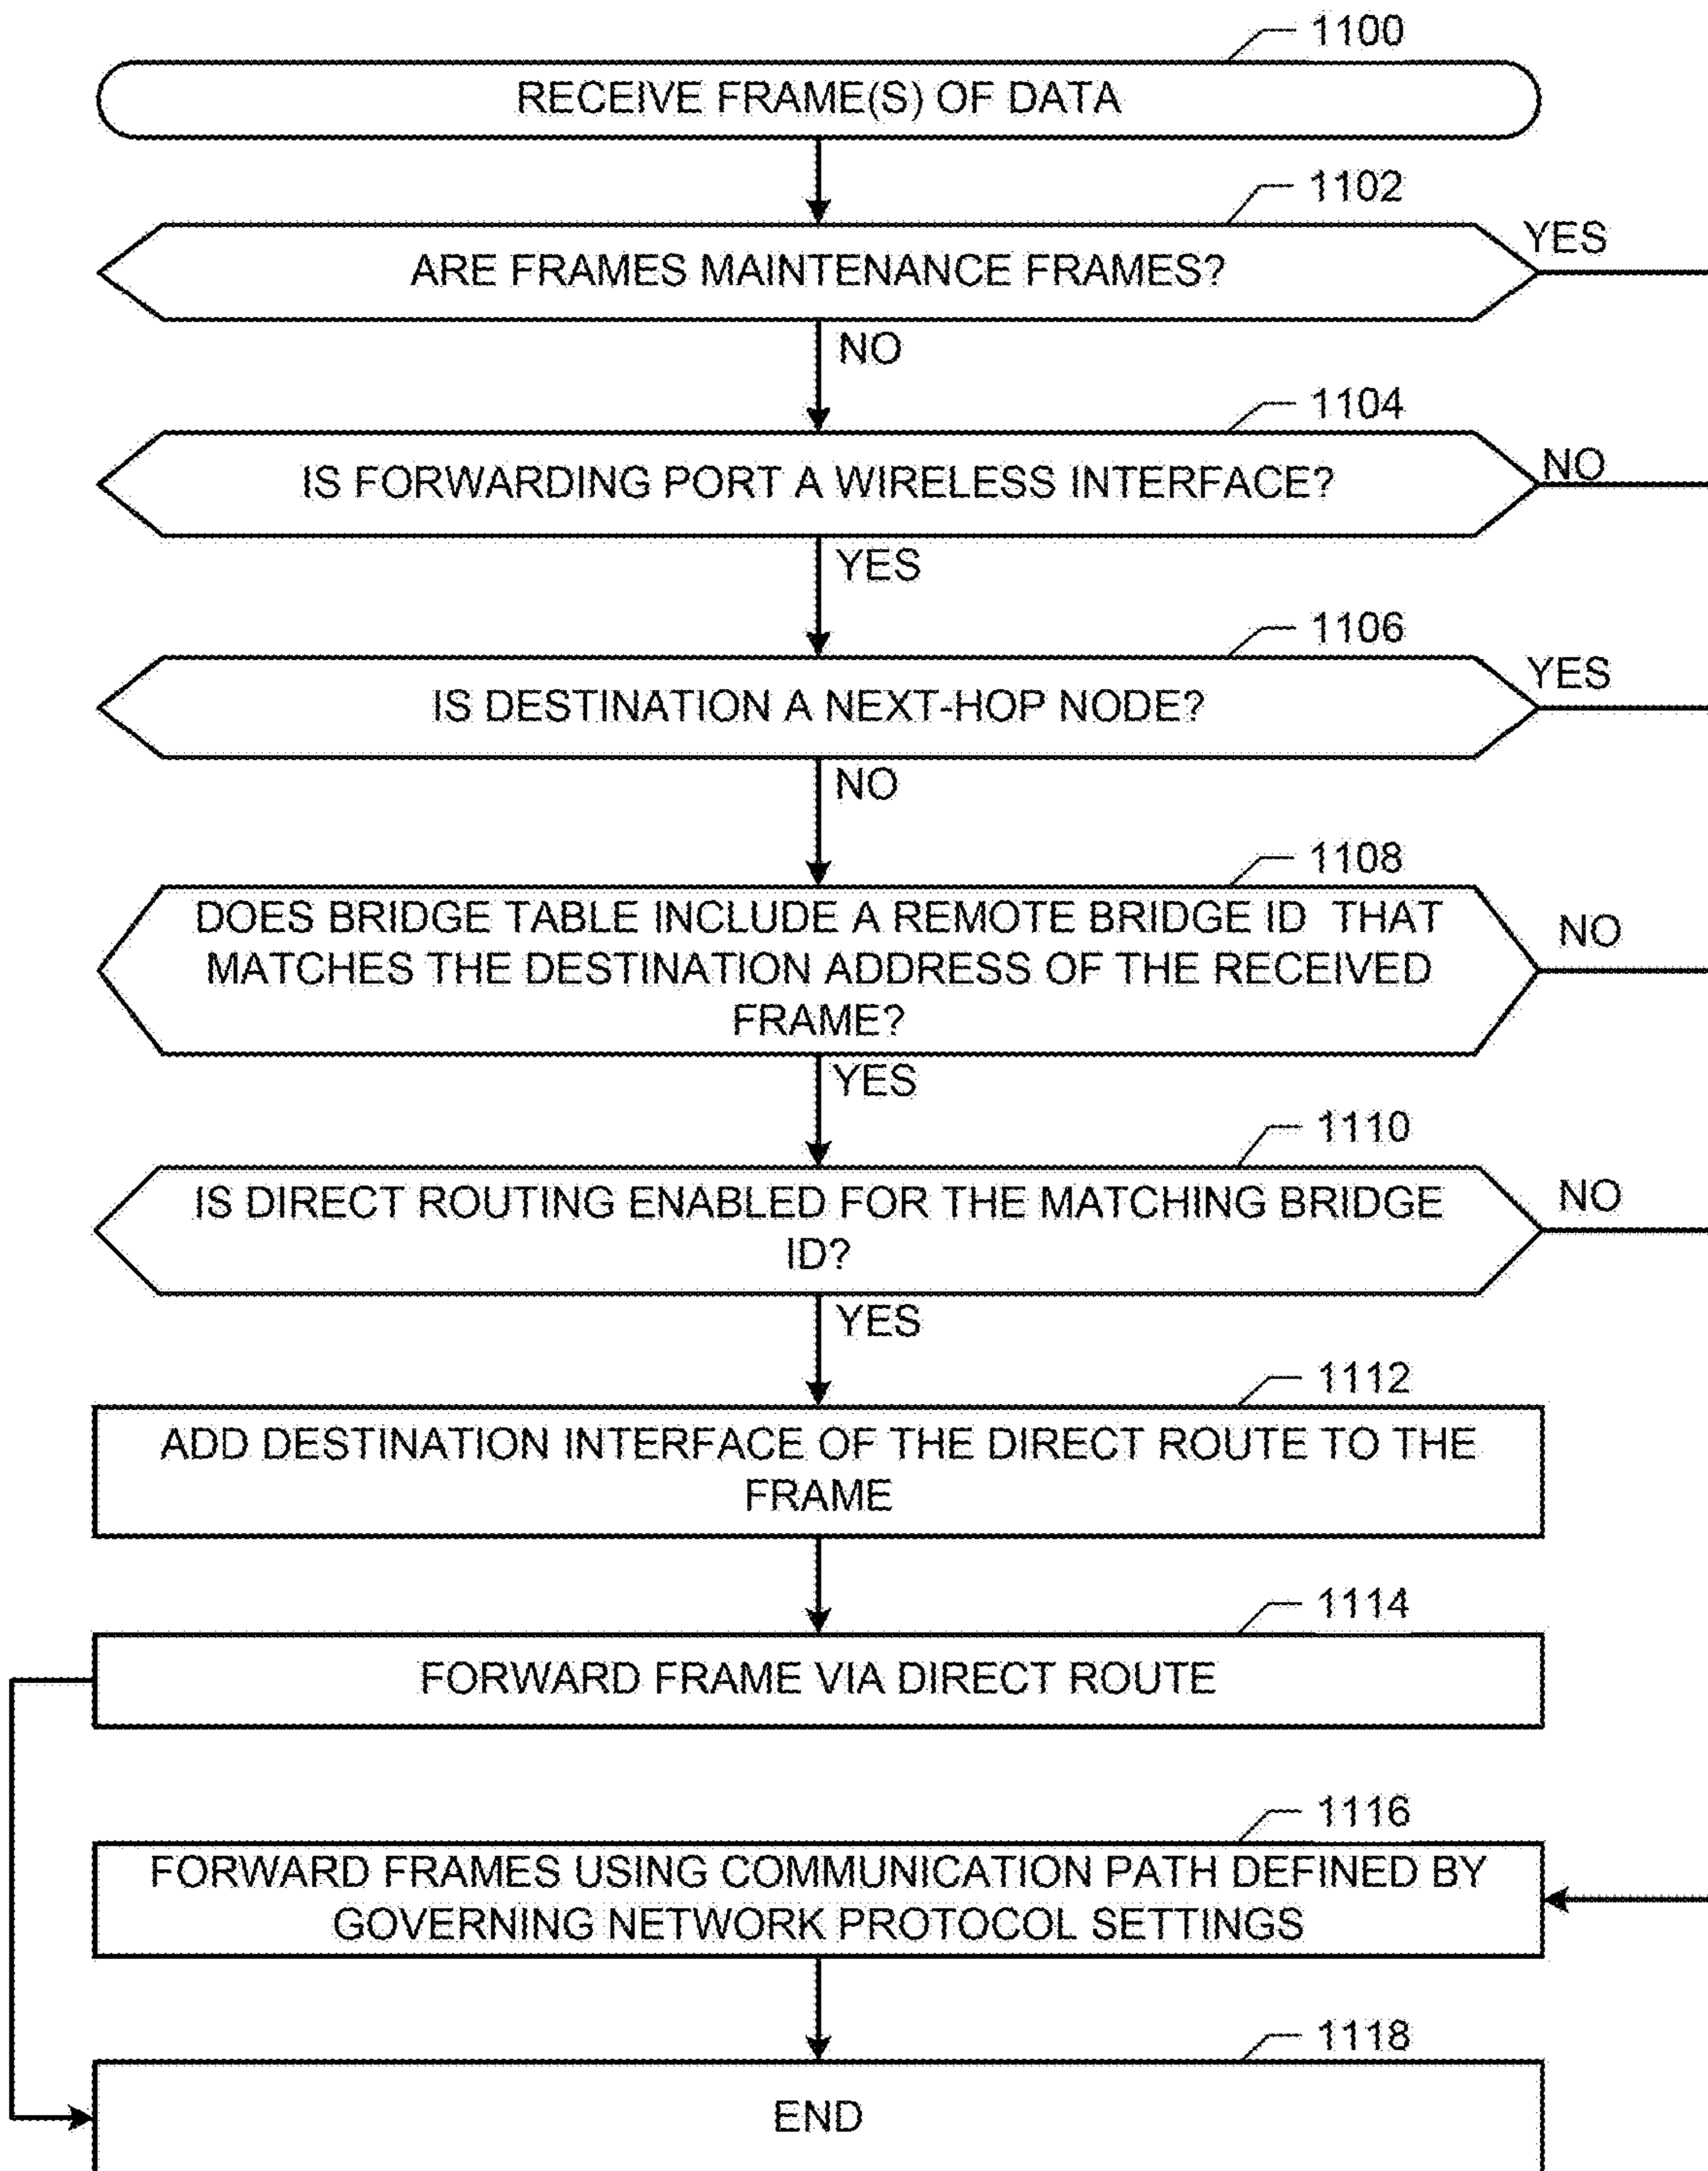 1100
RECEIVE FRAME(S) OF DATA
1102
YES
ARE FRAMES MAINTENANCE FRAMES?
NO
1104
NO
IS FORWARDING PORT A WIRELESS INTERFACE?
YES
1106
YES
IS DESTINATION A NEXT-HOP NODE?
NO
1108
DOES BRIDGE TABLE INCLUDE A REMOTE BRIDGE ID THAT
NO
MATCHES THE DESTINATION ADDRESS OF THE RECEIVED
FRAME?
YES
1110
IS DIRECT ROUTING ENABLED FOR THE MATCHING BRIDGE
NO
ID?
YES
1112
ADD DESTINATION INTERFACE OF THE DIRECT ROUTE TO THE
FRAME
1114
FORWARD FRAME VIA DIRECT ROUTE
1116
FORWARD FRAMES USING COMMUNICATION PATH DEFINED BY
GOVERNING NETWORK PROTOCOL SETTINGS
1118
END